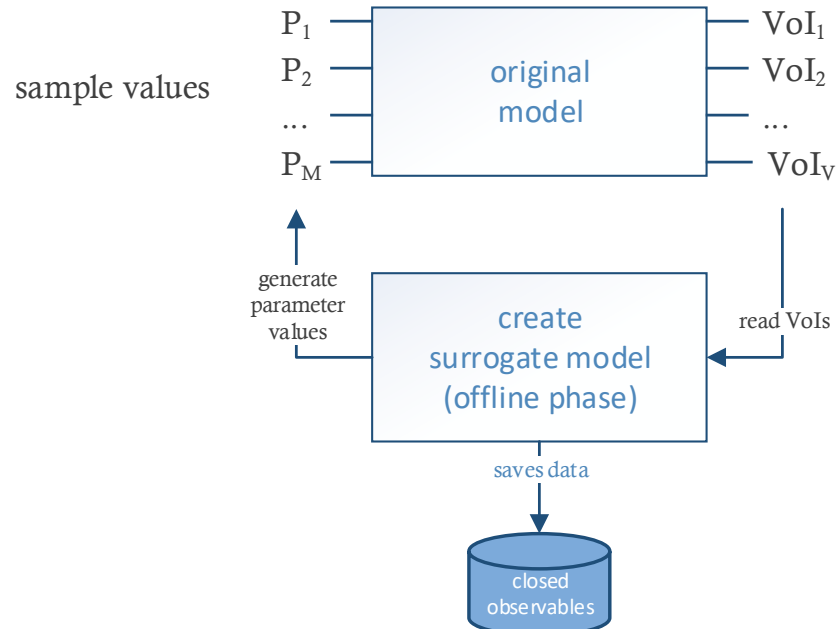 P1
VoI1
P2
original
VoI2
sample values
model
...
...
PM
VoIV
generate
parameter
values
create
surrogate model
(offline phase)
read VoIs
saves data
closed
observables